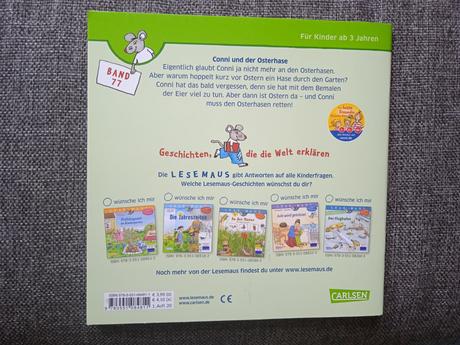 Für Kinder ab 3 Jahren
BAND
77
Conni und der Osterhase
Eigentlich glaubt Conni ja nicht mehr an den Osterhasen.
Aber warum hoppelt kurz vor Ostern ein Hase durch den Garten?
Conni hat das bald vergessen, denn sie hat mit dem Bemalen
der Eier viel zu tun. Aber dann ist Ostern da – und Conni
muss den Osterhasen retten!
Geschichten, die die Welt erklären
Die LESEMAUS gibt Antworten auf alle Kinderfragen.
Welche Lesemaus-Geschichten wünschst du dir?
wünsche ich mir
wünsche ich mir
wünsche ich mir
wünsche ich mir
wünsche ich mir
Die Jahreszeiten
Noch mehr von der Lesemaus findest du unter www.lesemaus.de
www.lesemaus.de
www.carlsen.de
CE
CARLSEN